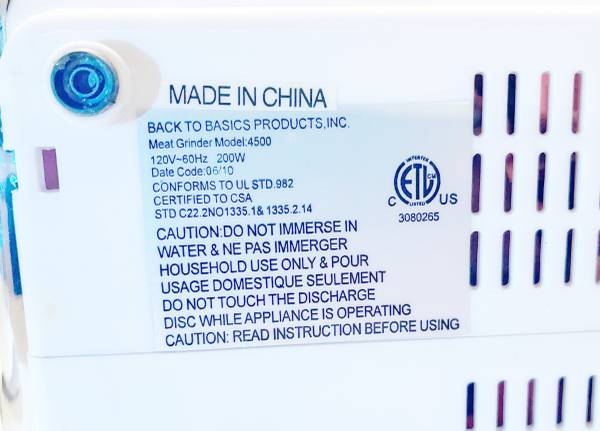 MADE IN CHINA
BACK TO BASICS PRODUCTS,INC.
Meat Grinder Model:4500
120V~60Hz 200W
Date Code:06/10
CONFORMS TO UL STD.982
CERTIFIED TO CSA
STD C22.2NO1335.1& 1335.2.14
INTERTEK
ETL CM
LISTED
C US
3080265
CAUTION:DO NOT IMMERSE IN
WATER & NE PAS IMMERGER
HOUSEHOLD USE ONLY & POUR
USAGE DOMESTIQUE SEULEMENT
DO NOT TOUCH THE DISCHARGE
DISC WHILE APPLIANCE IS OPERATING
CAUTION: READ INSTRUCTION BEFORE USING